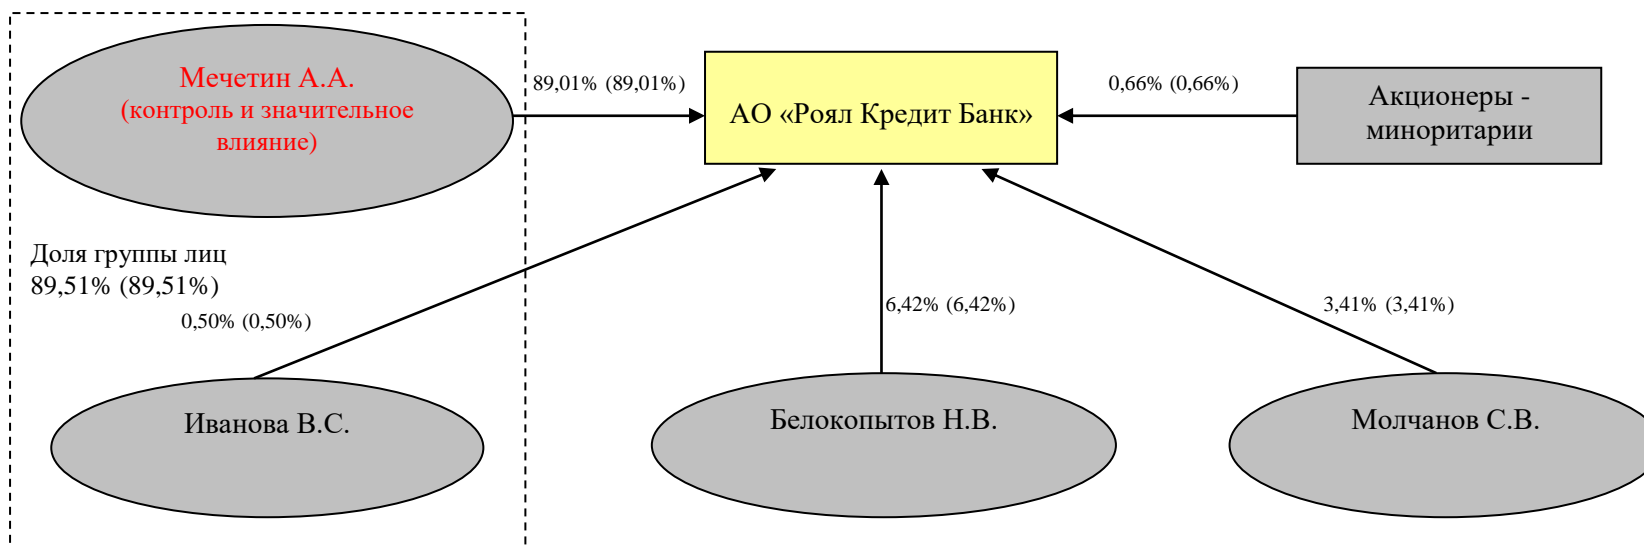 Мечетин А.А.
(контроль и значительное
влияние)
89,01% (89,01%)
АО «Роял Кредит Банк»
0,66% (0,66%)
Акционеры -
миноритарии
Доля группы лиц
89,51% (89,51%)
0,50% (0,50%)
6,42% (6,42%)
3,41% (3,41%)
Иванова В.С.
Белокопытов Н.В.
Молчанов С.В.